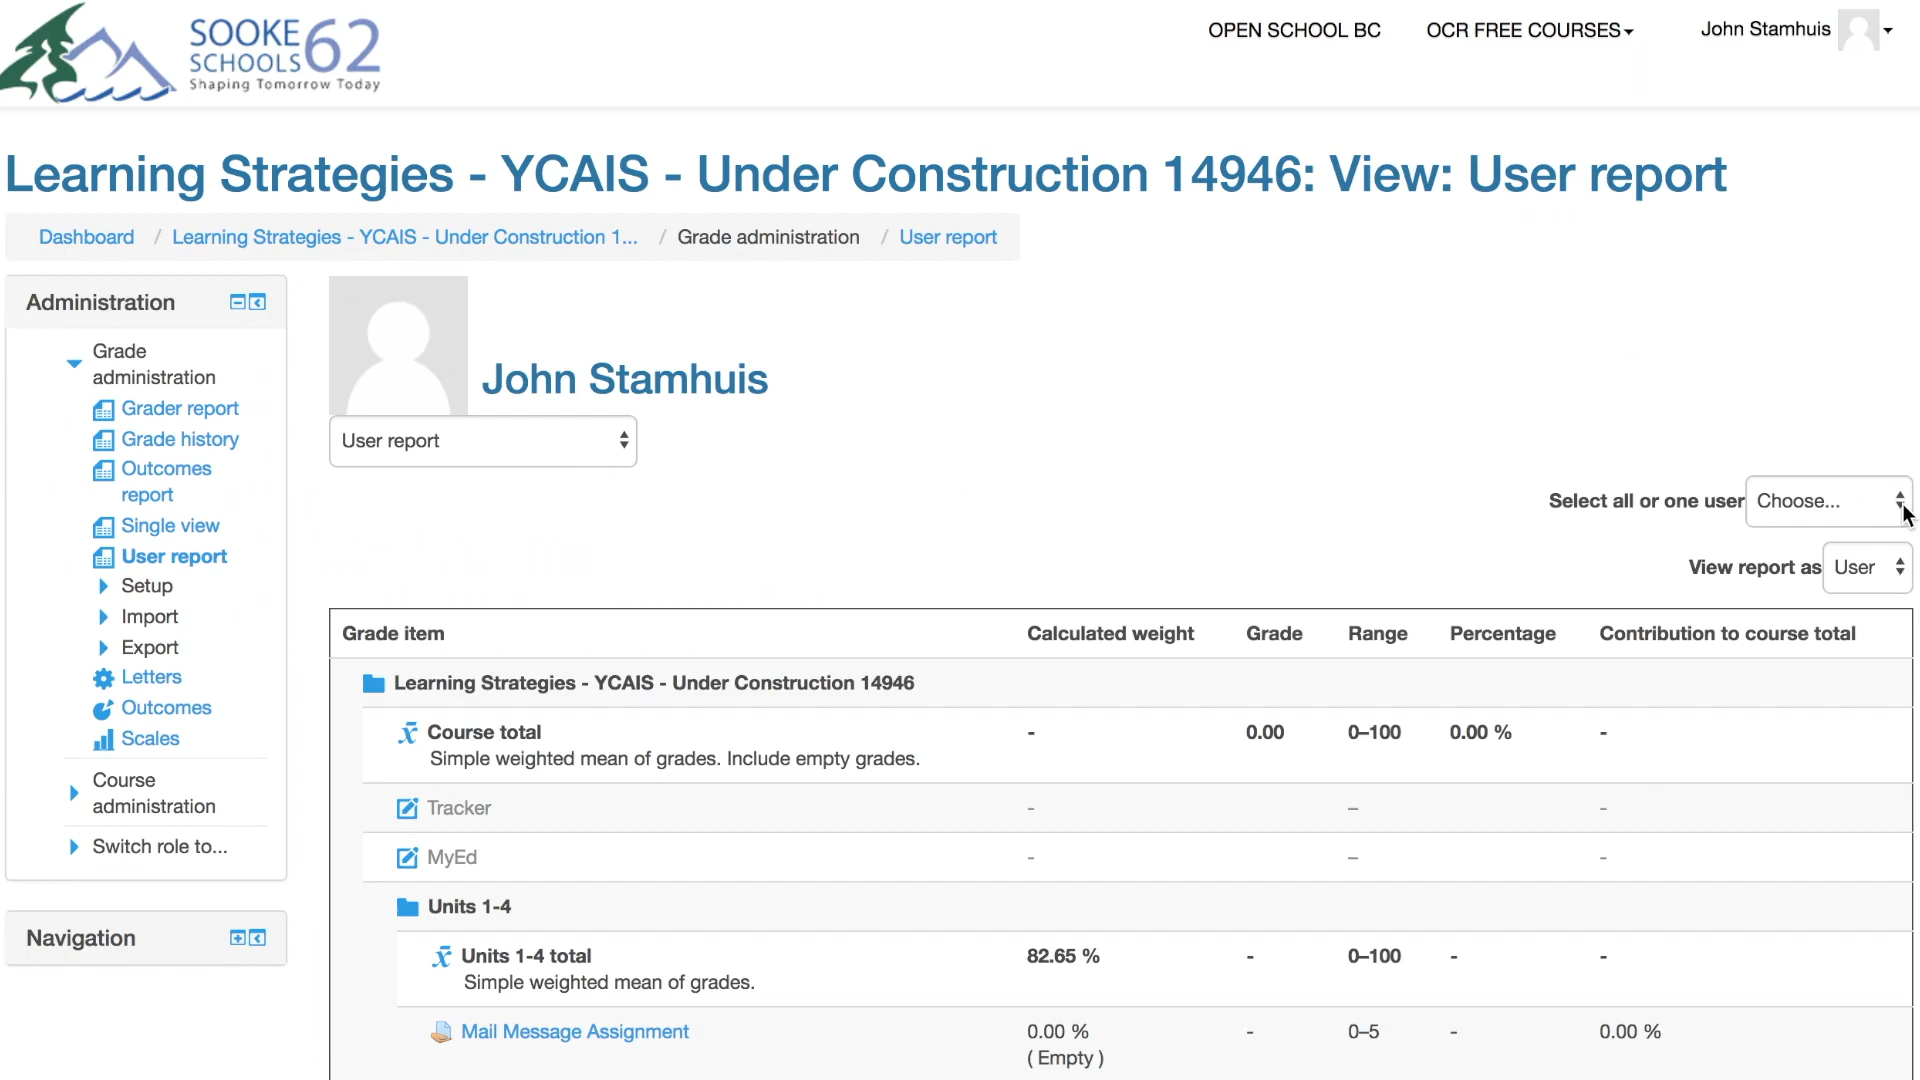 SOOKE
SCHOOLS 62
Shaping Tomorrow Today
OPEN SCHOOL BC
OCR FREE COURSES
John Stamhuis
Learning Strategies - YCAIS - Under Construction 14946: View: User report
Dashboard / Learning Strategies - YCAIS - Under Construction 1... / Grade administration / User report
Administration
Grade
administration
Grader report
Grade history
Outcomes
report
Single view
User report
Setup
Import
Export
Letters
Outcomes
Scales
Course
administration
Switch role to...
Navigation
John Stamhuis
User report
Select all or one user Choose...
View report as User
Grade item Calculated weight Grade Range Percentage Contribution to course total
Learning Strategies - YCAIS - Under Construction 14946
Course total - 0.00 0–100 0.00 % -
Simple weighted mean of grades. Include empty grades.
Tracker - – -
MyEd - – -
Units 1-4
Units 1-4 total 82.65 % - 0–100 - -
Simple weighted mean of grades.
Mail Message Assignment 0.00 % - 0–5 - 0.00 %
( Empty )